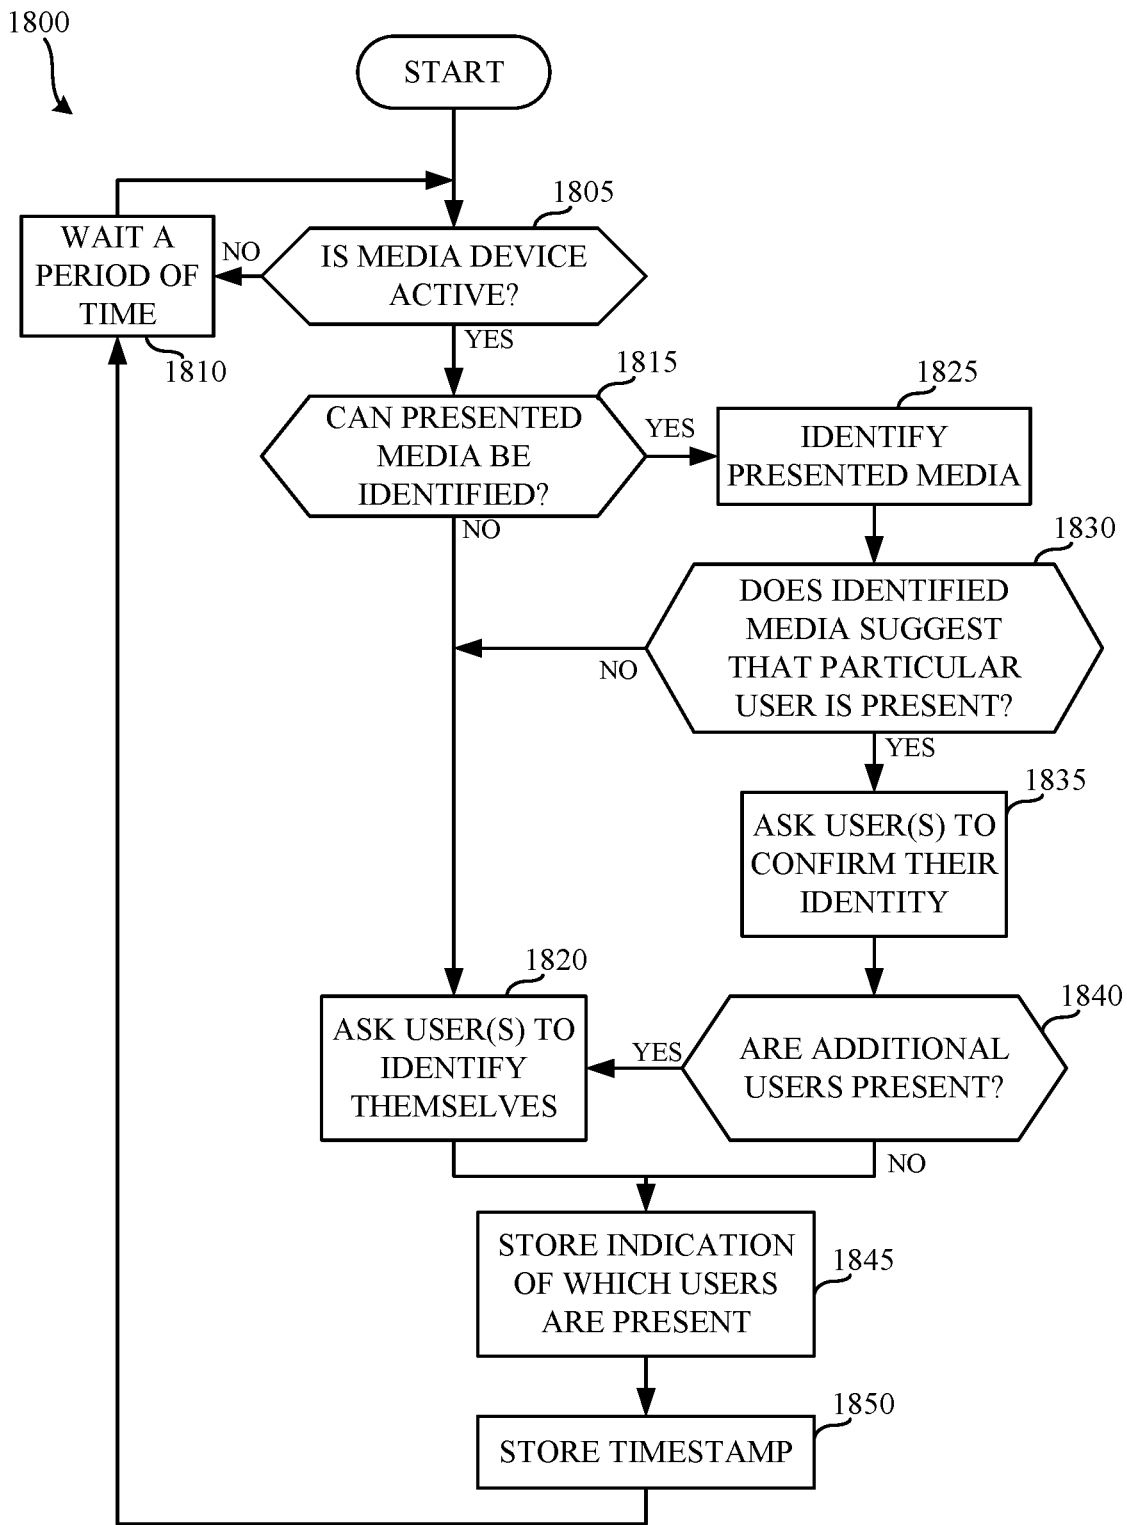 1800
START
1805
WAIT A
PERIOD OF
TIME
NO
IS MEDIA DEVICE
ACTIVE?
YES
1810
1815
1825
CAN PRESENTED
MEDIA BE
IDENTIFIED?
YES
IDENTIFY
PRESENTED MEDIA
NO
1830
DOES IDENTIFIED
MEDIA SUGGEST
THAT PARTICULAR
USER IS PRESENT?
NO
YES
1835
ASK USER(S) TO
CONFIRM THEIR
IDENTITY
1820
1840
ASK USER(S) TO
IDENTIFY
THEMSELVES
YES
ARE ADDITIONAL
USERS PRESENT?
NO
STORE INDICATION
OF WHICH USERS
ARE PRESENT
1845
1850
STORE TIMESTAMP